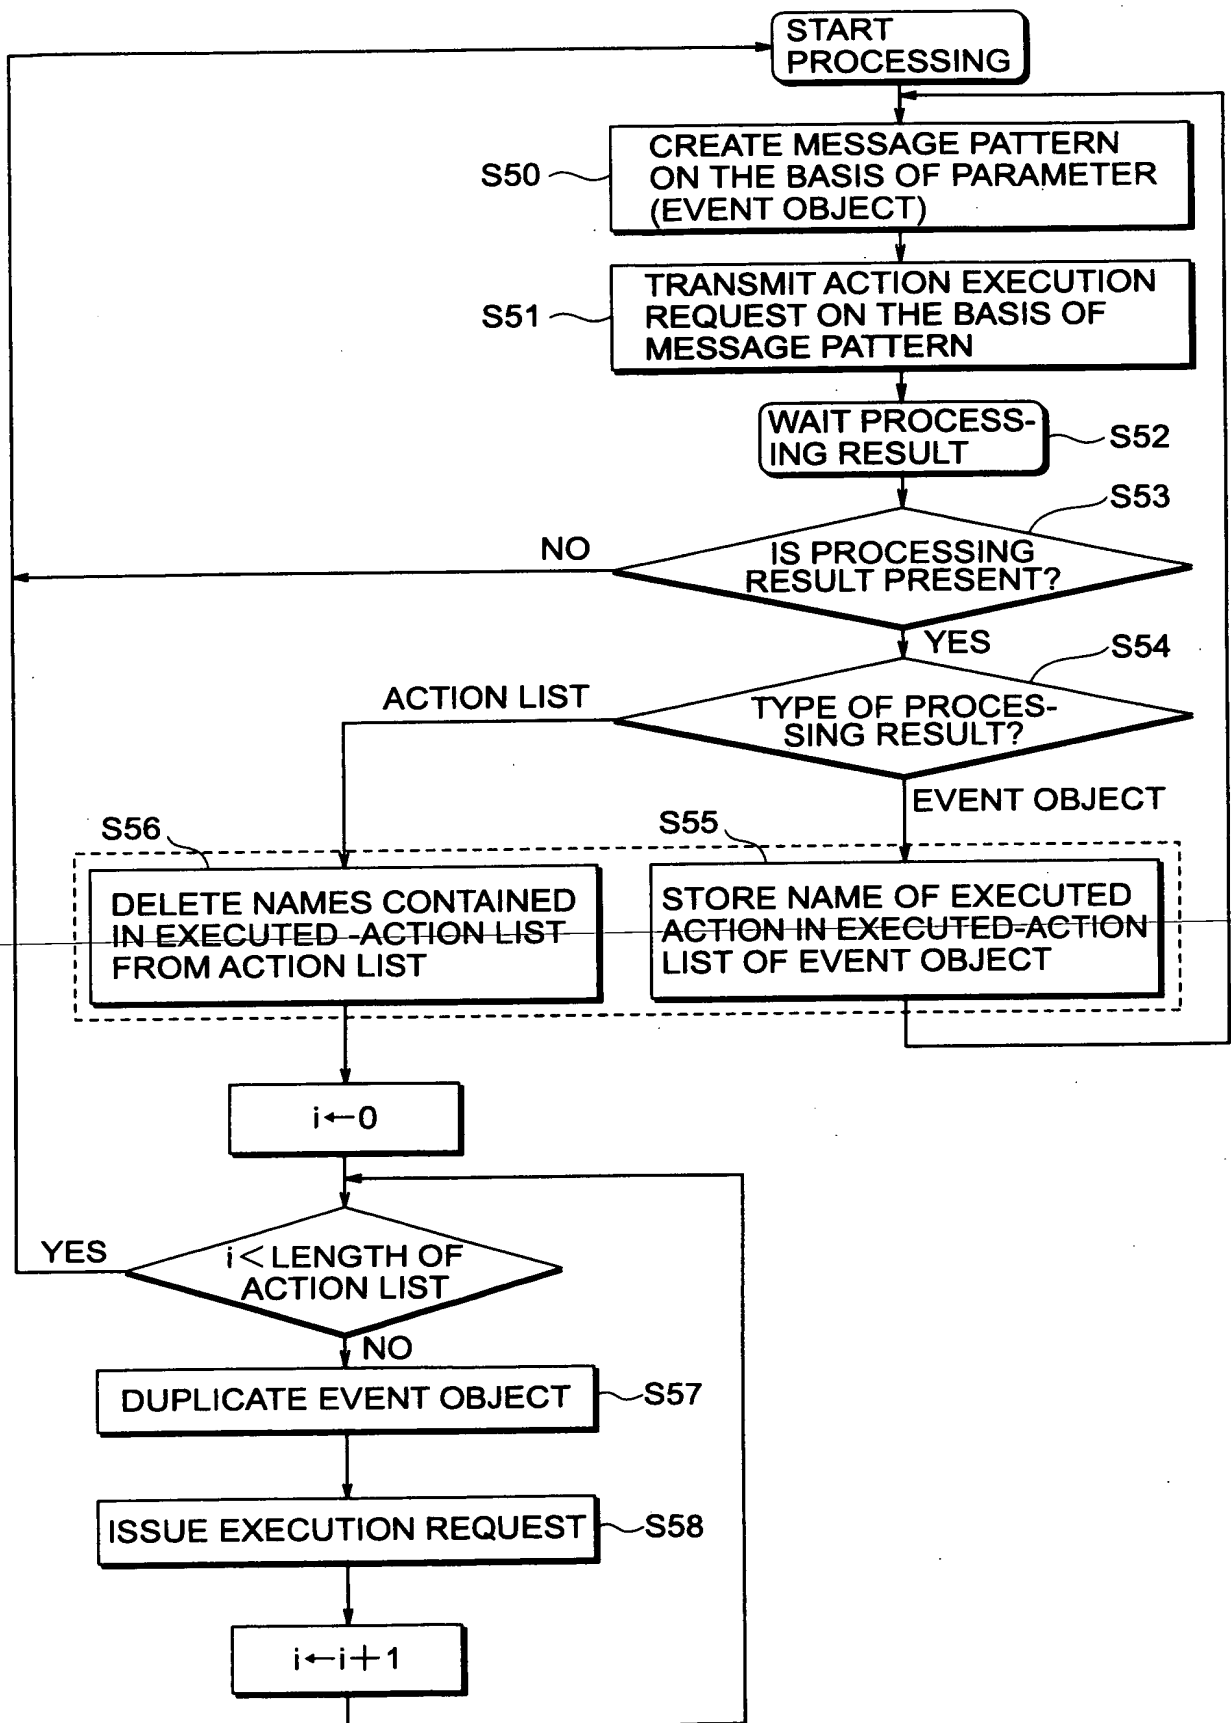 START
PROCESSING
CREATE MESSAGE PATTERN
ON THE BASIS OF PARAMETER
(EVENT OBJECT)
S50
TRANSMIT ACTION EXECUTION
REQUEST ON THE BASIS OF
MESSAGE PATTERN
S51
WAIT PROCESS-
ING RESULT
S52
S53
NO
IS PROCESSING
RESULT PRESENT?
YES
S54
ACTION LIST
TYPE OF PROCES-
SING RESULT?
EVENT OBJECT
S56
S55
DELETE NAMES CONTAINED
IN EXECUTED -ACTION LIST
FROM ACTION LIST
STORE NAME OF EXECUTED
ACTION IN EXECUTED-ACTION
LIST OF EVENT OBJECT
i←0
YES
i<LENGTH OF
ACTION LIST
NO
DUPLICATE EVENT OBJECT
S57
ISSUE EXECUTION REQUEST
S58
i←i+1